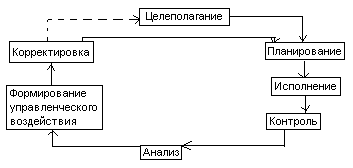 Целеполагание
Корректировка
Планирование
Исполнение
Формирование
управленческого
воздействия
Контроль
Анализ